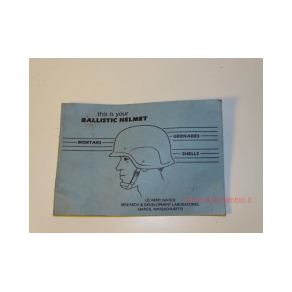 this is your
BALLISTIC HELMET
GRENADES
MORTARS
SHELLS
US ARMY NATICK
RESEARCH & DEVELOPMENT LABORATORIES
NATICK, MASSACHUSETTS